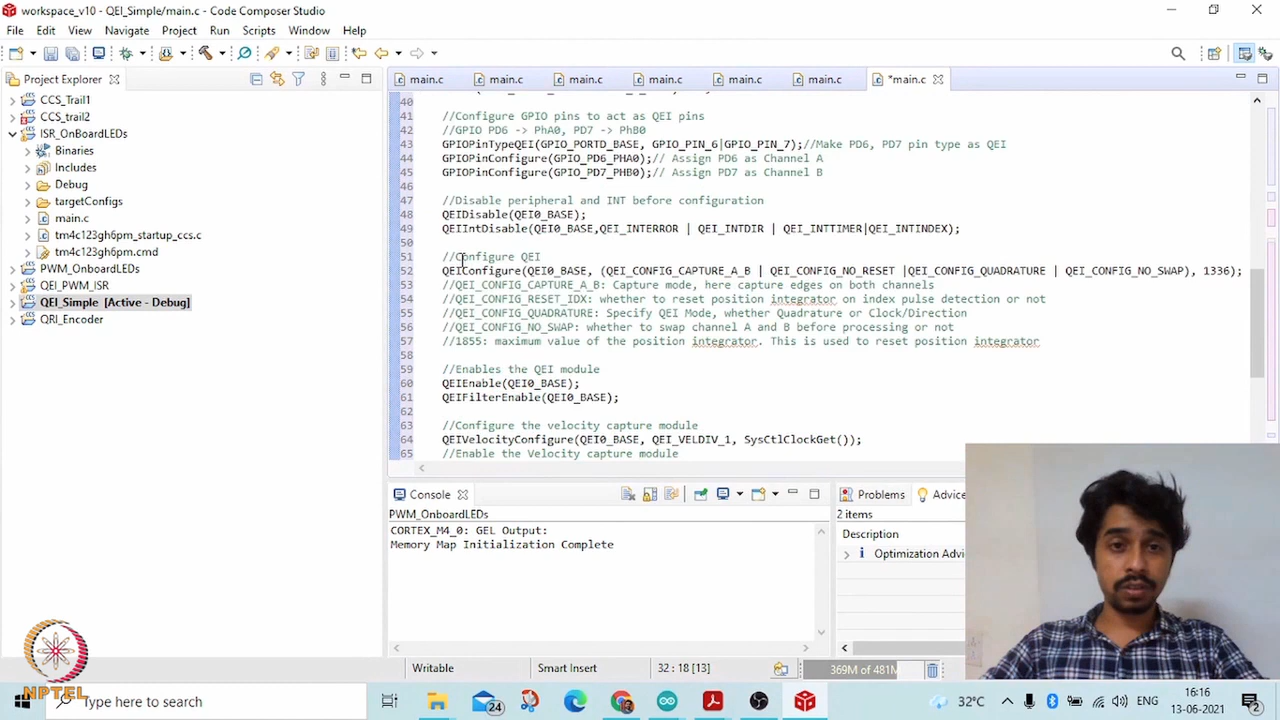 workspace_v10 - QEI_Simple/main.c - Code Composer Studio
File Edit View Navigate Project Run Scripts Window Help
Project Explorer
main.c main.c main.c main.c main.c main.c *main.c
CCS_Trail1
CCS_trail2
ISR_OnBoardLEDs
Binaries
Includes
Debug
targetConfigs
main.c
tm4c123gh6pm_startup_ccs.c
tm4c123gh6pm.cmd
PWM_OnboardLEDs
QEI_PWM_ISR
QEI_Simple [Active - Debug]
QRI_Encoder
40
41 //Configure GPIO pins to act as QEI pins
42 //GPIO PD6 -> PhA0, PD7 -> PhB0
43 GPIOPinTypeQEI(GPIO_PORTD_BASE, GPIO_PIN_6|GPIO_PIN_7);//Make PD6, PD7 pin type as QEI
44 GPIOPinConfigure(GPIO_PD6_PHA0);// Assign PD6 as Channel A
45 GPIOPinConfigure(GPIO_PD7_PHB0);// Assign PD7 as Channel B
46
47 //Disable peripheral and INT before configuration
48 QEIDisable(QEI0_BASE);
49 QEIIntDisable(QEI0_BASE,QEI_INTERROR | QEI_INTDIR | QEI_INTTIMER|QEI_INTINDEX);
50
51 //Configure QEI
52 QEIConfigure(QEI0_BASE, (QEI_CONFIG_CAPTURE_A_B | QEI_CONFIG_NO_RESET |QEI_CONFIG_QUADRATURE | QEI_CONFIG_NO_SWAP), 1336);
53 //QEI_CONFIG_CAPTURE_A_B: Capture mode, here capture edges on both channels
54 //QEI_CONFIG_RESET_IDX: whether to reset position integrator on index pulse detection or not
55 //QEI_CONFIG_QUADRATURE: Specify QEI Mode, whether Quadrature or Clock/Direction
56 //QEI_CONFIG_NO_SWAP: whether to swap channel A and B before processing or not
57 //1855: maximum value of the position integrator. This is used to reset position integrator
58
59 //Enables the QEI module
60 QEIEnable(QEI0_BASE);
61 QEIFilterEnable(QEI0_BASE);
62
63 //Configure the velocity capture module
64 QEIVelocityConfigure(QEI0_BASE, QEI_VELDIV_1, SysCtlClockGet());
65 //Enable the Velocity capture module
Console
PWM_OnboardLEDs
CORTEX_M4_0: GEL Output:
Memory Map Initialization Complete
Problems Advice
2 items
Description
Optimization Advi
Writable Smart Insert 32 : 18 [13] 369M of 481M
NPTEL
Type here to search
24
32°C
ENG
16:16
13-06-2021
2